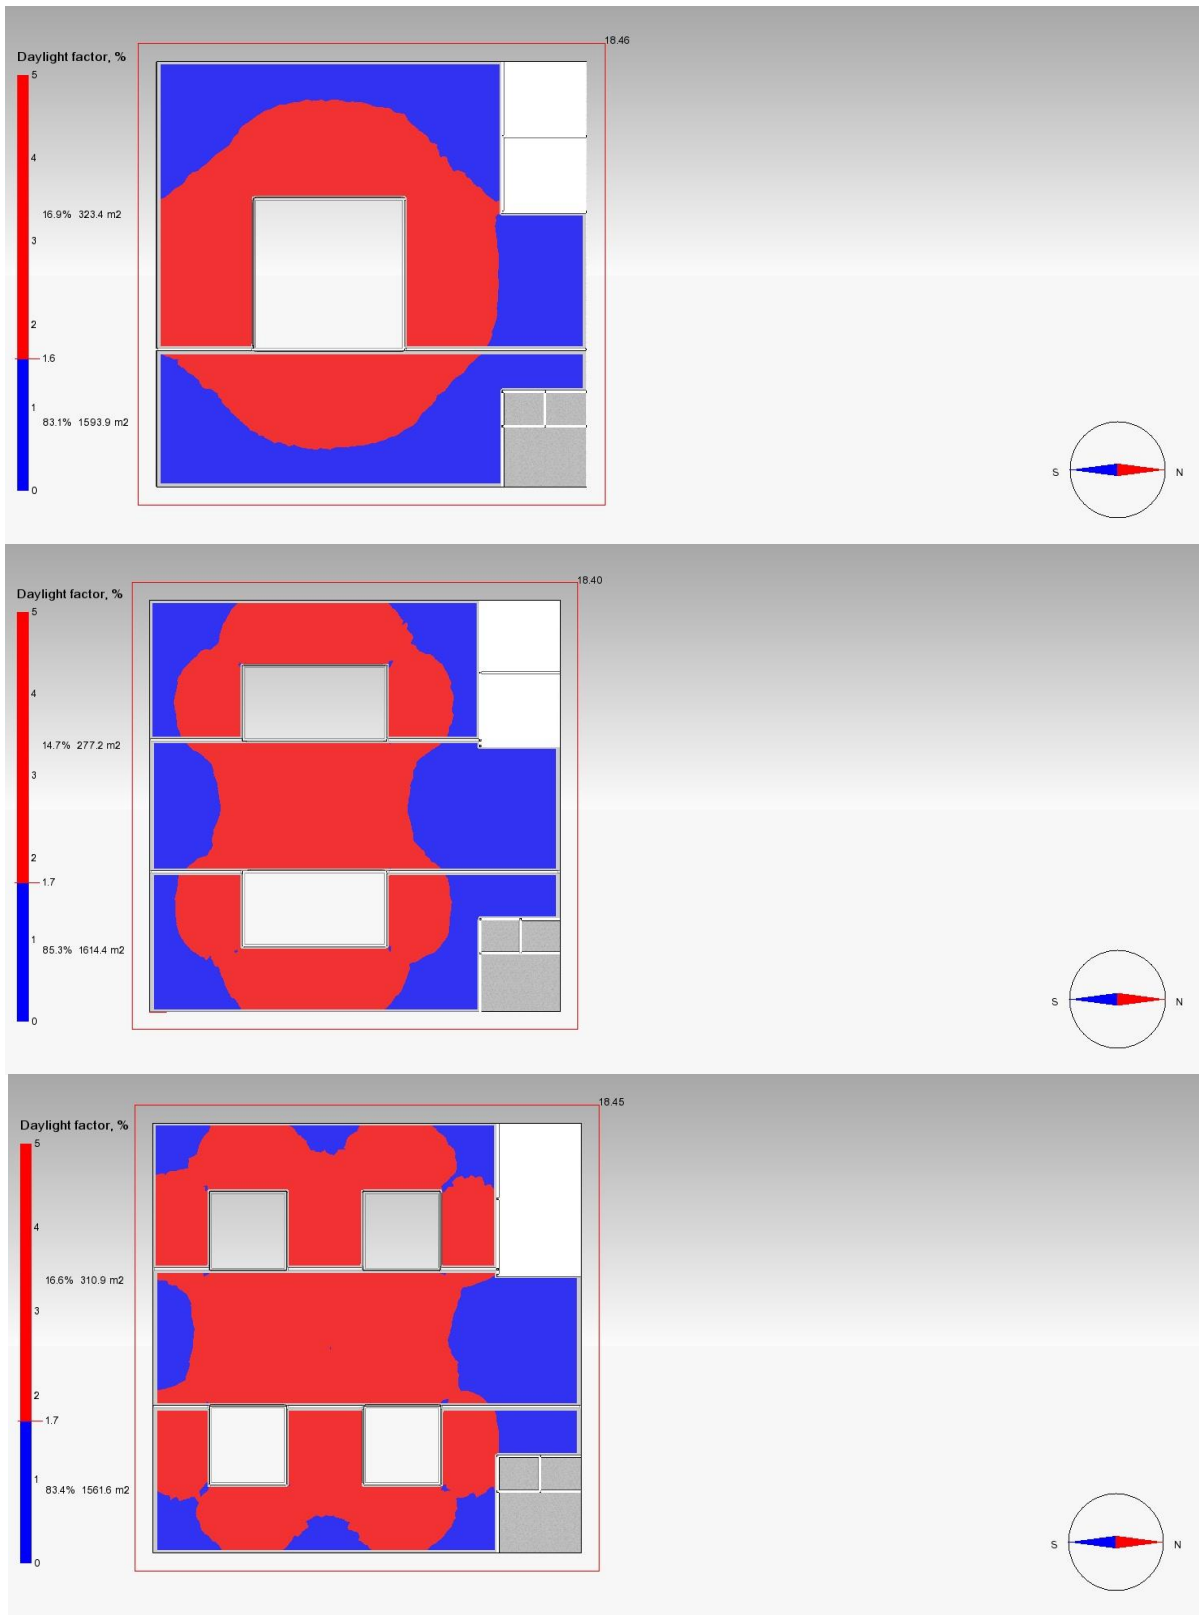 18.46
Daylight factor, %
5
4
16.9% 323.4 m2
3
2
1.6
1
83.1% 1593.9 m2
0
S N
18.40
Daylight factor, %
5
4
14.7% 277.2 m2
3
2
1.7
1
85.3% 1614.4 m2
0
S N
18.45
Daylight factor, %
5
4
16.6% 310.9 m2
3
2
1.7
1
83.4% 1561.6 m2
0
S N